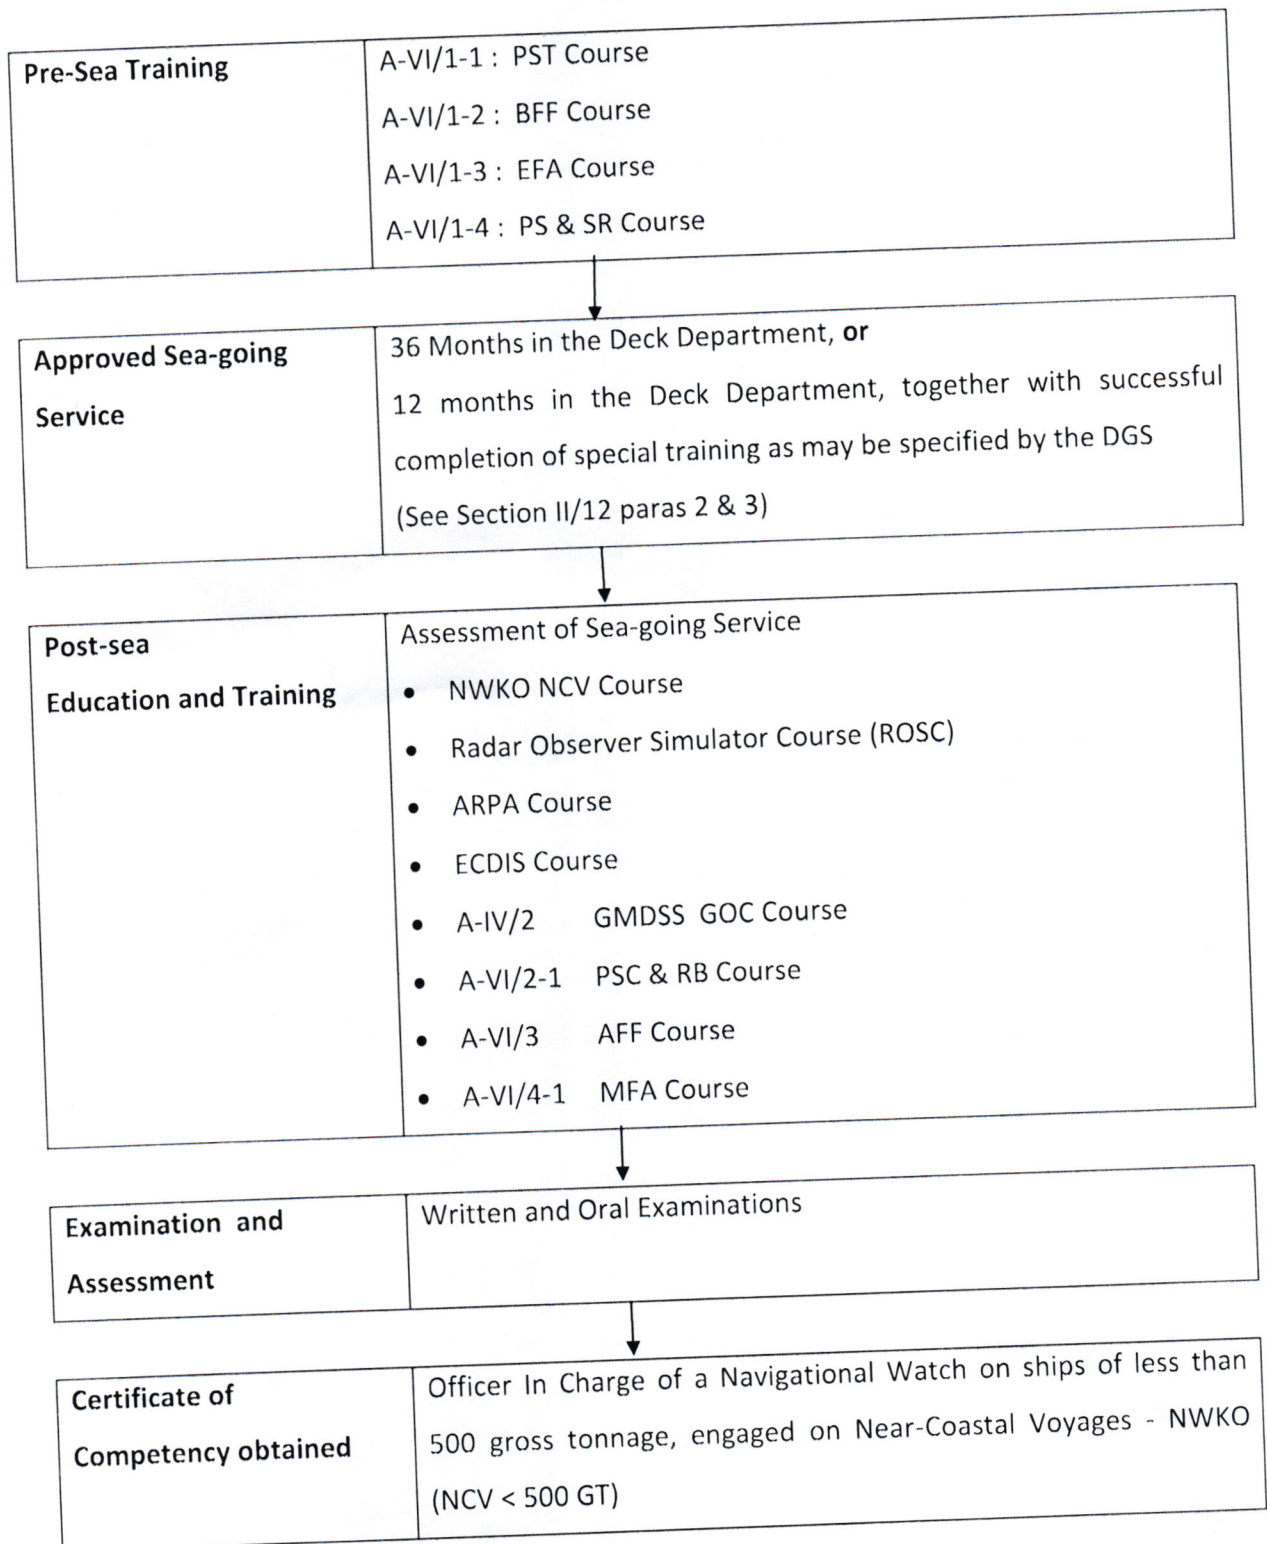 Pre-Sea Training
A-VI/1-1 : PST Course
A-VI/1-2 : BFF Course
A-VI/1-3 : EFA Course
A-VI/1-4 : PS & SR Course
Approved Sea-going
Service
36 Months in the Deck Department, or
12 months in the Deck Department, together with successful
completion of special training as may be specified by the DGS
(See Section II/12 paras 2 & 3)
Post-sea
Education and Training
Assessment of Sea-going Service
• NWKO NCV Course
• Radar Observer Simulator Course (ROSC)
• ARPA Course
• ECDIS Course
• A-IV/2 GMDSS GOC Course
• A-VI/2-1 PSC & RB Course
• A-VI/3 AFF Course
• A-VI/4-1 MFA Course
Examination and
Assessment
Written and Oral Examinations
Certificate of
Competency obtained
Officer In Charge of a Navigational Watch on ships of less than
500 gross tonnage, engaged on Near-Coastal Voyages - NWKO
(NCV < 500 GT)